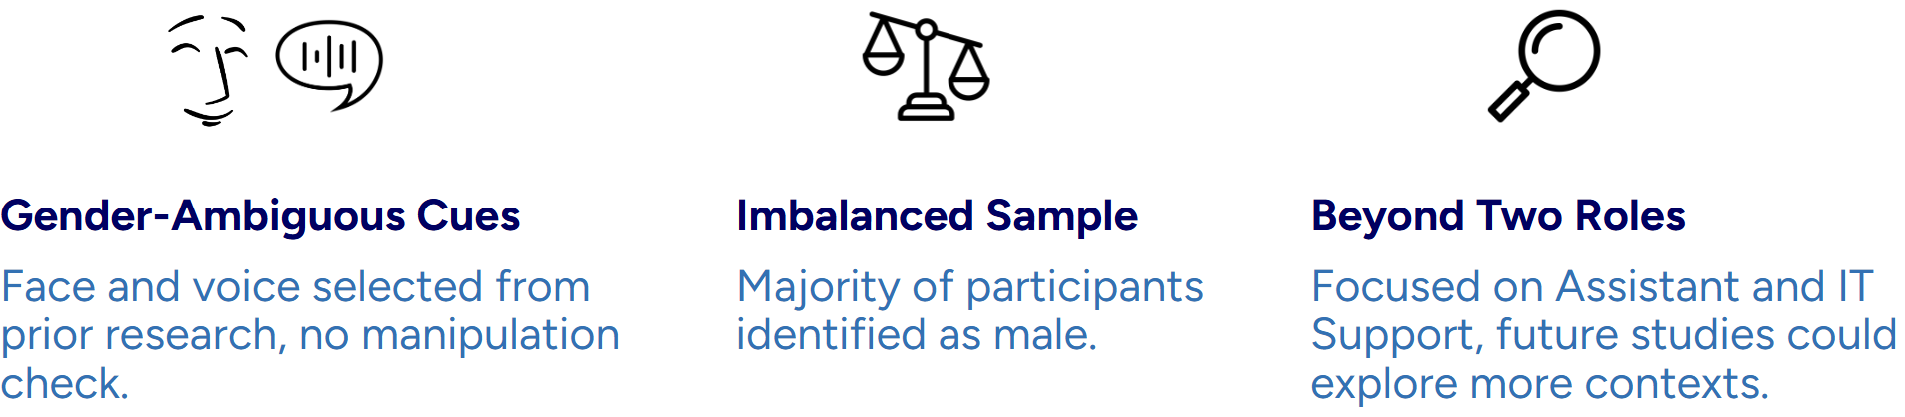 Gender-Ambiguous Cues
Face and voice selected from
prior research, no manipulation
check.
Imbalanced Sample
Majority of participants
identified as male.
Beyond Two Roles
Focused on Assistant and IT
Support, future studies could
explore more contexts.